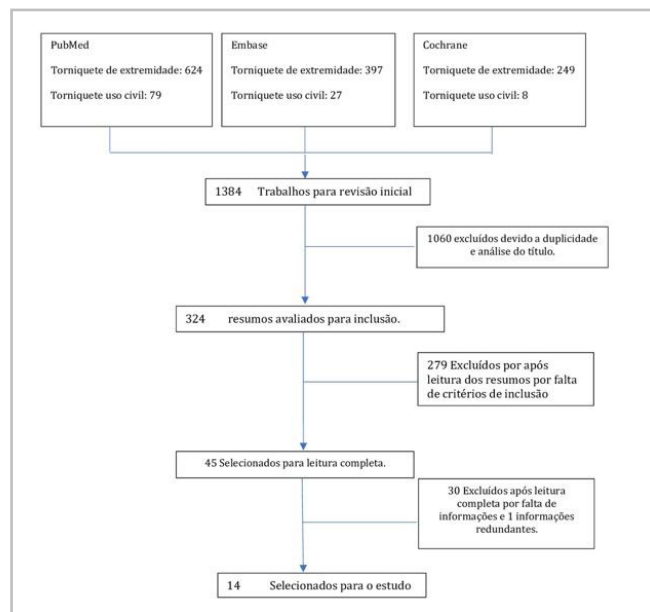 PubMed
Torniquete de extremidade: 624
Torniquete uso civil: 79
Embase
Torniquete de extremidade: 397
Torniquete uso civil: 27
Cochrane
Torniquete de extremidade: 249
Torniquete uso civil: 8
1384 Trabalhos para revisão inicial
1060 excluídos devido a duplicidade
e análise do título.
324 resumos avaliados para inclusão.
279 Excluídos por após
leitura dos resumos por falta
de critérios de inclusão
45 Selecionados para leitura completa.
30 Excluídos após leitura
completa por falta de
informações e 1 informações
redundantes.
14 Selecionados para o estudo